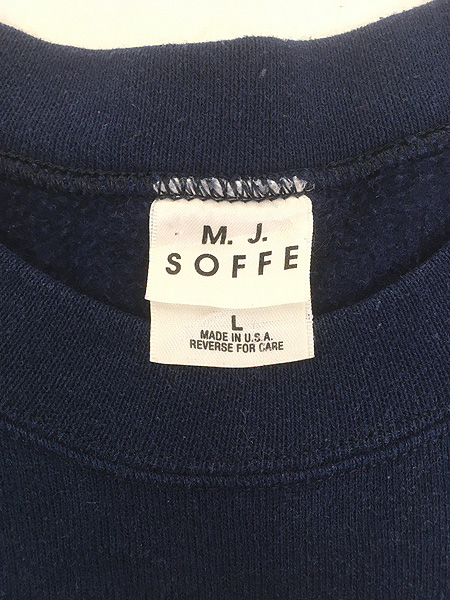 M. J.
SOFFE
L
MADE IN U.S.A.
REVERSE FOR CARE